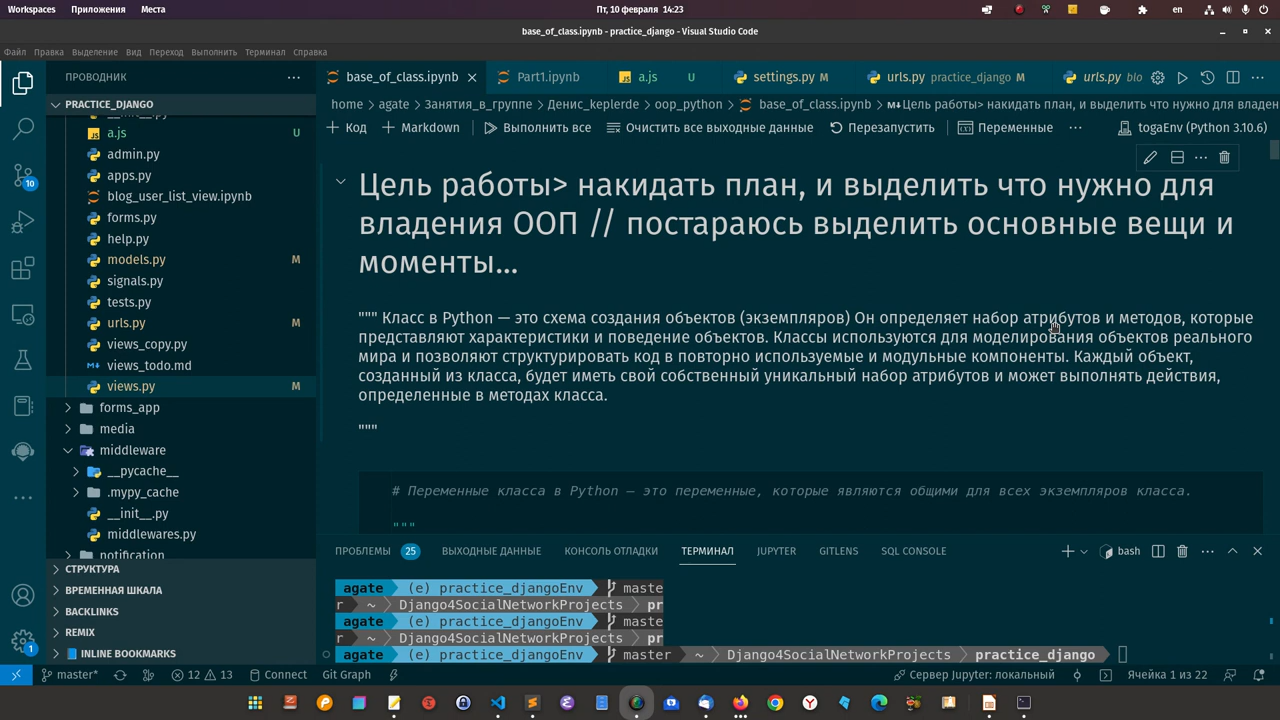 Workspaces Приложения Места Пт, 10 февраля 14:23 en
base_of_class.ipynb - practice_django - Visual Studio Code
Файл Правка Выделение Вид Переход Выполнить Терминал Справка
ПРОВОДНИК
base_of_class.ipynb Part1.ipynb a.js U settings.py M urls.py practice_django M urls.py blo
PRACTICE_DJANGO
home agate Занятия_в_группе Денис_keplerde oop_python base_of_class.ipynb Цель работы> накидать план, и выделить что нужно для владен
Код Markdown Выполнить все Очистить все выходные данные Перезапустить Переменные togaEnv (Python 3.10.6)
a.js U
admin.py
apps.py
blog_user_list_view.ipynb
forms.py
help.py
models.py M
signals.py
tests.py
urls.py M
views_copy.py
views_todo.md
views.py M
forms_app
media
middleware
__pycache__
.mypy_cache
__init__.py
middlewares.py
notification
СТРУКТУРА
ВРЕМЕННАЯ ШКАЛА
BACKLINKS
REMIX
INLINE BOOKMARKS
10
1
Цель работы> накидать план, и выделить что нужно для
владения ООП // постараюсь выделить основные вещи и
моменты...
""" Класс в Python — это схема создания объектов (экземпляров) Он определяет набор атрибутов и методов, которые
представляют характеристики и поведение объектов. Классы используются для моделирования объектов реального
мира и позволяют структурировать код в повторно используемые и модульные компоненты. Каждый объект,
созданный из класса, будет иметь свой собственный уникальный набор атрибутов и может выполнять действия,
определенные в методах класса.
"""
# Переменные класса в Python — это переменные, которые являются общими для всех экземпляров класса.
"""
ПРОБЛЕМЫ 25 ВЫХОДНЫЕ ДАННЫЕ КОНСОЛЬ ОТЛАДКИ ТЕРМИНАЛ JUPYTER GITLENS SQL CONSOLE bash
agate (e) practice_djangoEnv maste
r ~ Django4SocialNetworkProjects pr
agate (e) practice_djangoEnv maste
r ~ Django4SocialNetworkProjects pr
agate (e) practice_djangoEnv master ~ Django4SocialNetworkProjects practice_django
master* 12 13 Connect Git Graph Сервер Jupyter: локальный Ячейка 1 из 22